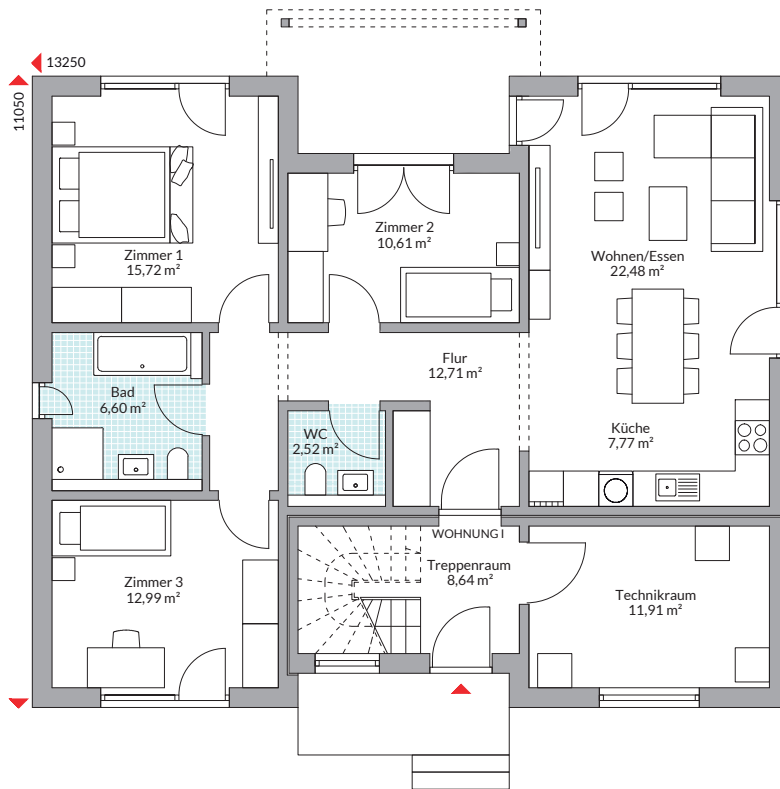 13250
11050
Zimmer 1
15,72 m²
Zimmer 2
10,61 m²
Wohnen/Essen
22,48 m²
Flur
12,71 m²
Bad
6,60 m²
WC
2,52 m²
Küche
7,77 m²
WOHNUNG I
Treppenraum
8,64 m²
Zimmer 3
12,99 m²
Technikraum
11,91 m²